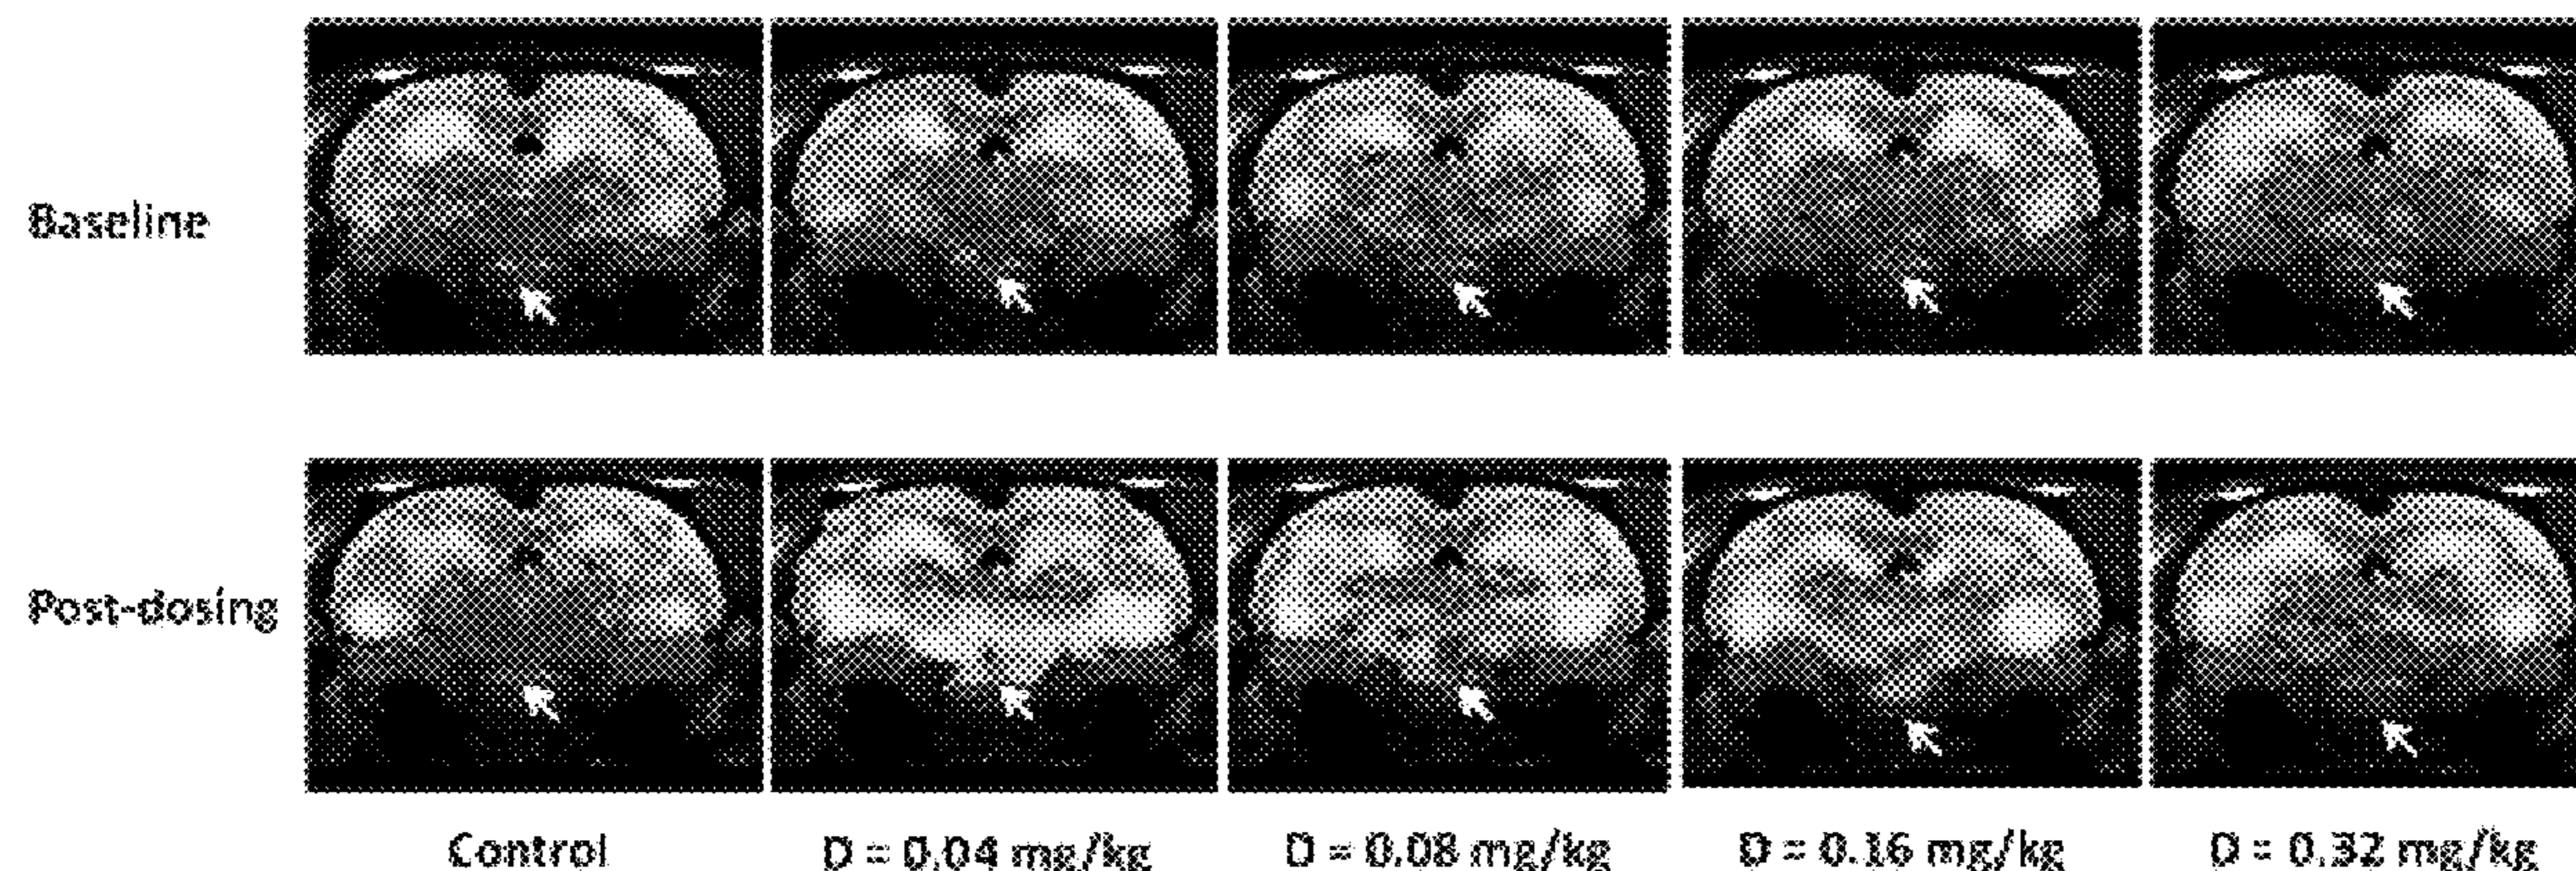 Baseline
Post-dosing
Control D = 0.04 mg/kg D = 0.08 mg/kg D = 0.16 mg/kg D = 0.32 mg/kg